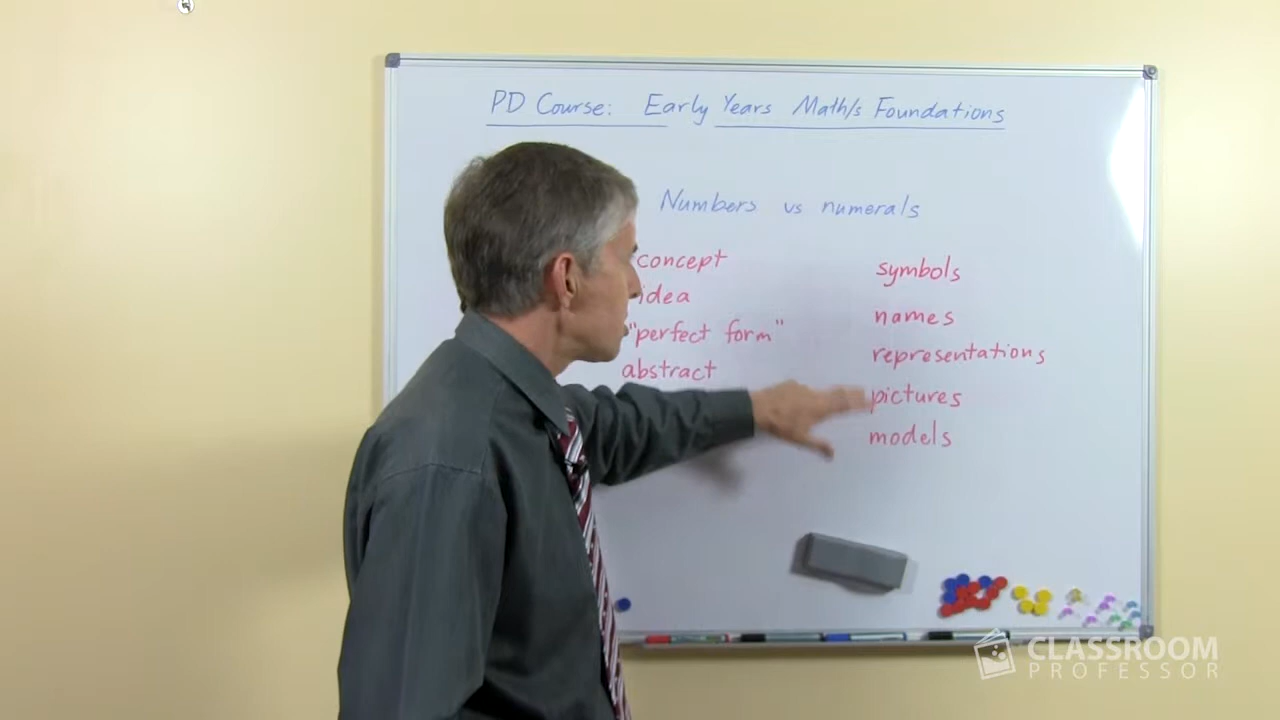 PD Course: Early Years Math/s Foundations
Numbers vs numerals
concept
idea
"perfect form"
abstract
symbols
names
representations
pictures
models
CLASSROOM
PROFESSOR